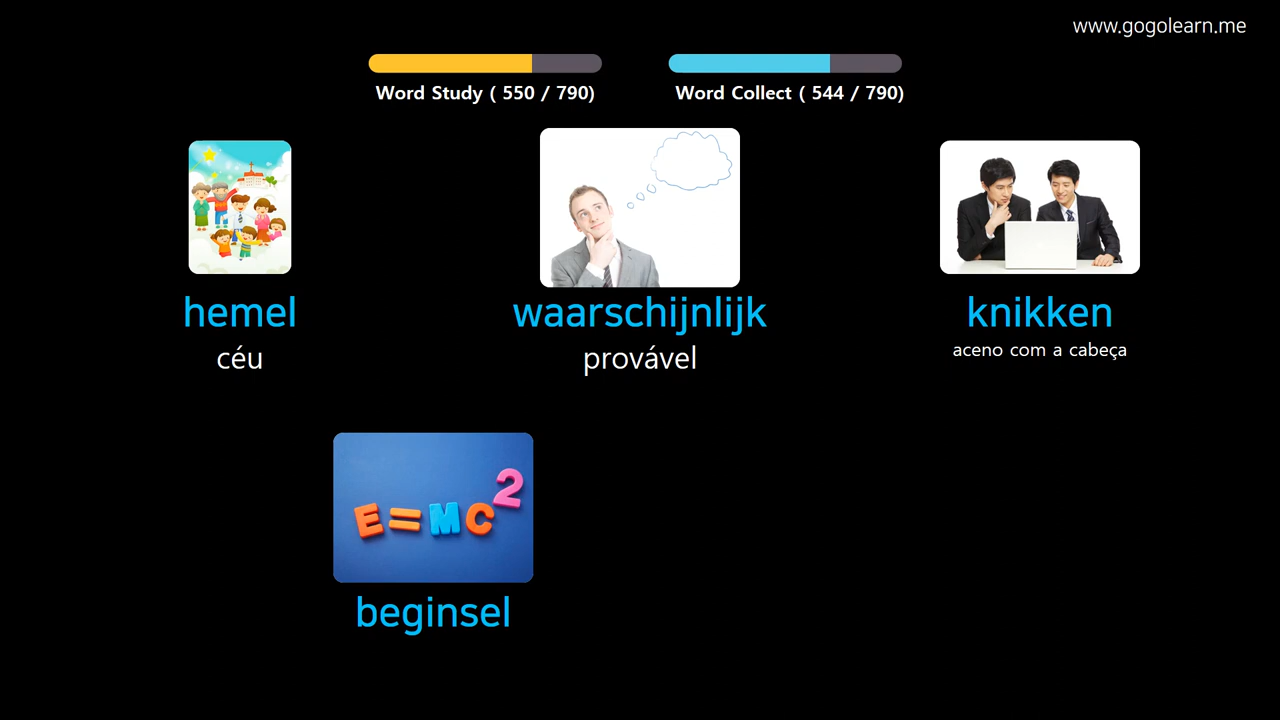 www.gogolearn.me
Word Study ( 550 / 790)
Word Collect ( 544 / 790)
hemel
céu
waarschijnlijk
provável
knikken
aceno com a cabeça
E=MC2
beginsel